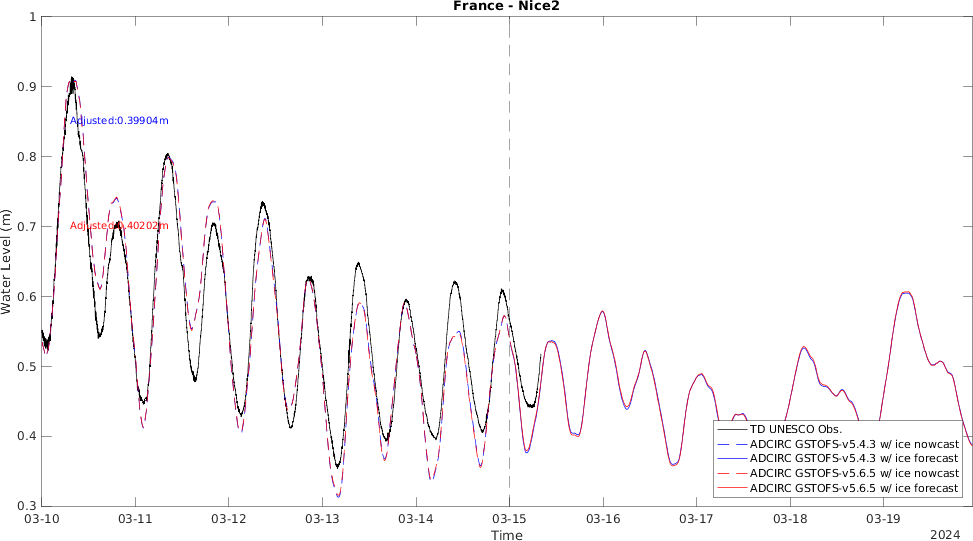 France - Nice2
1
0.9
0.8
0.7
0.6
0.5
0.4
0.3
Water Level (m)
Adjusted:0.39904m
Adjusted:0.40202m
TD UNESCO Obs.
ADCIRC GSTOFS-v5.4.3 w/ ice nowcast
ADCIRC GSTOFS-v5.4.3 w/ ice forecast
ADCIRC GSTOFS-v5.6.5 w/ ice nowcast
ADCIRC GSTOFS-v5.6.5 w/ ice forecast
03-10 03-11 03-12 03-13 03-14 03-15 03-16 03-17 03-18 03-19
Time
2024